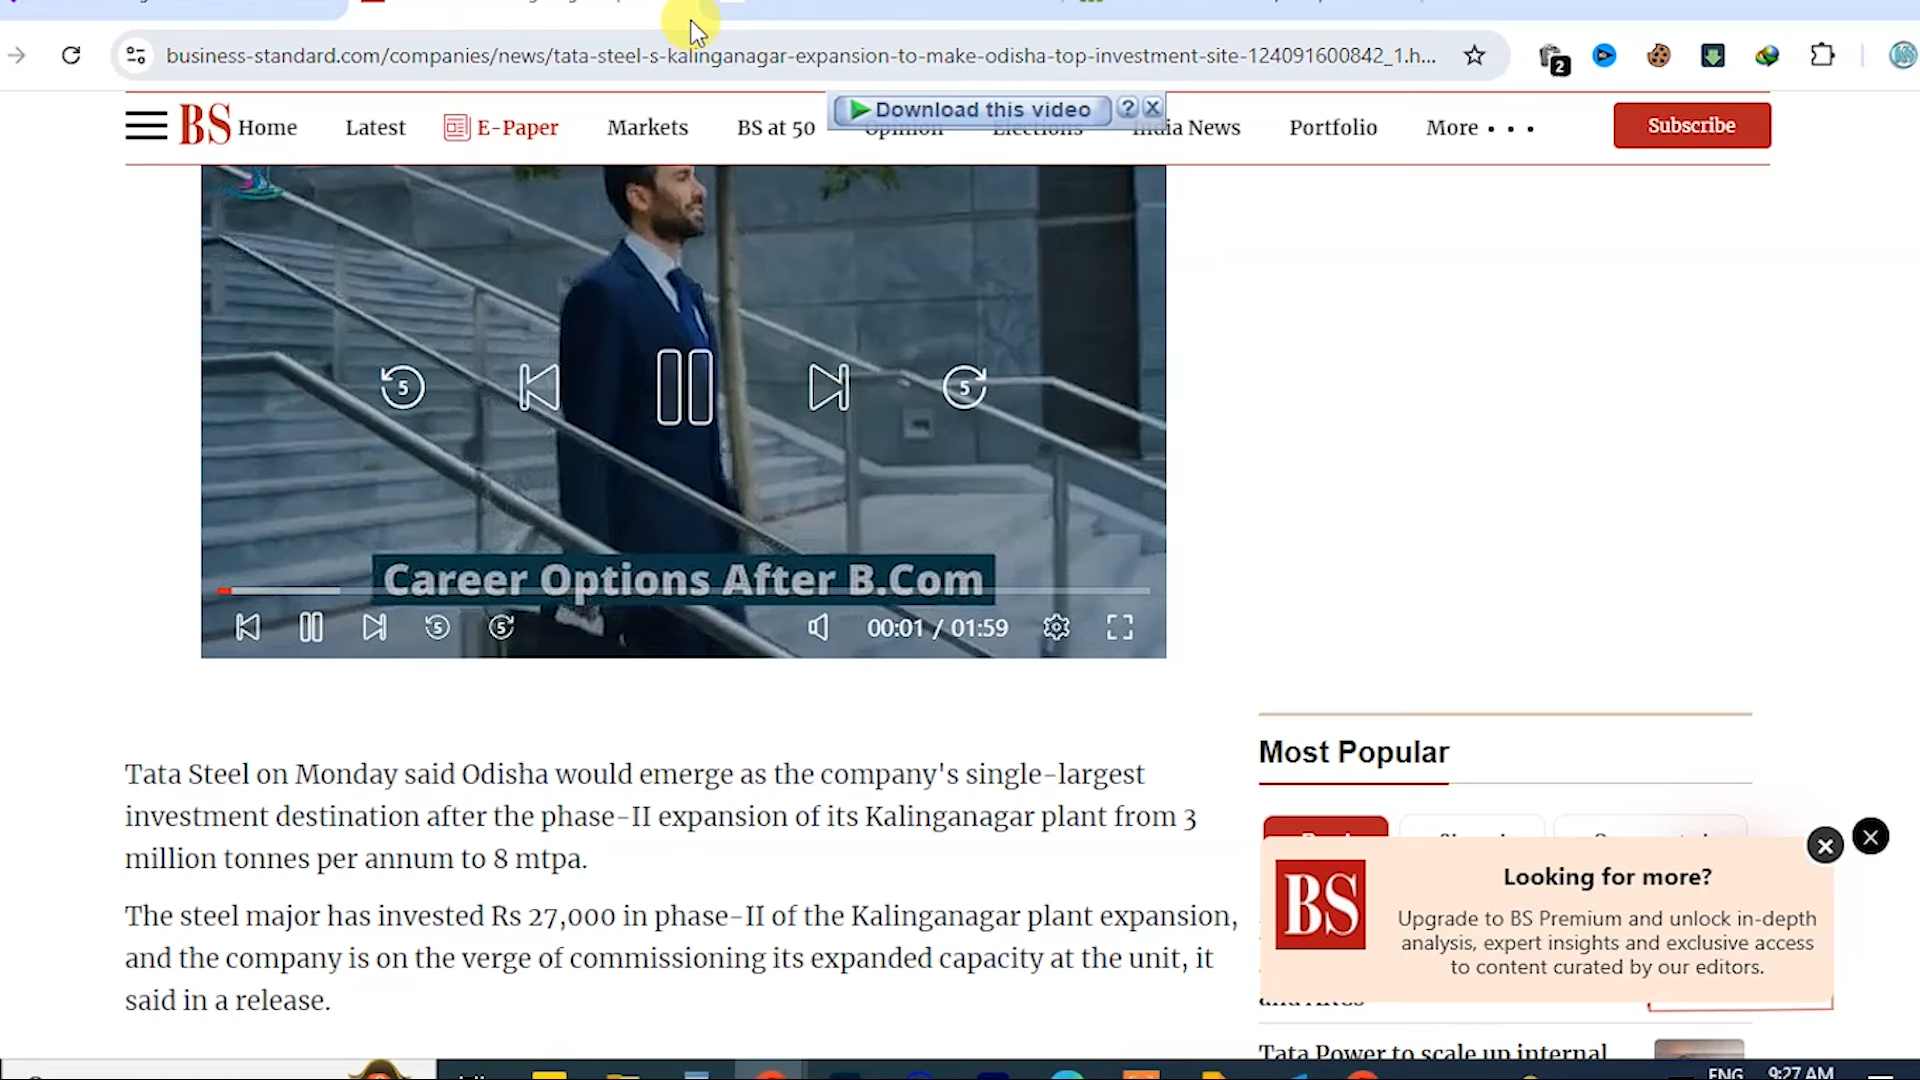 business-standard.com/companies/news/tata-steel-s-kalinganagar-expansion-to-make-odisha-top-investment-site-124091600842_1.h...
2
Download this video ? X
BS Home Latest E-Paper Markets BS at 50 Opinion Elections India News Portfolio More
Subscribe
5
5
Career Options After B.Com
5 5 00:01 / 01:59
Tata Steel on Monday said Odisha would emerge as the company's single-largest
investment destination after the phase-II expansion of its Kalinganagar plant from 3
million tonnes per annum to 8 mtpa.
The steel major has invested Rs 27,000 in phase-II of the Kalinganagar plant expansion,
and the company is on the verge of commissioning its expanded capacity at the unit, it
said in a release.
Most Popular
BS
Looking for more?
Upgrade to BS Premium and unlock in-depth
analysis, expert insights and exclusive access
to content curated by our editors.
Tata Power to scale up internal
ENG 9:27 AM